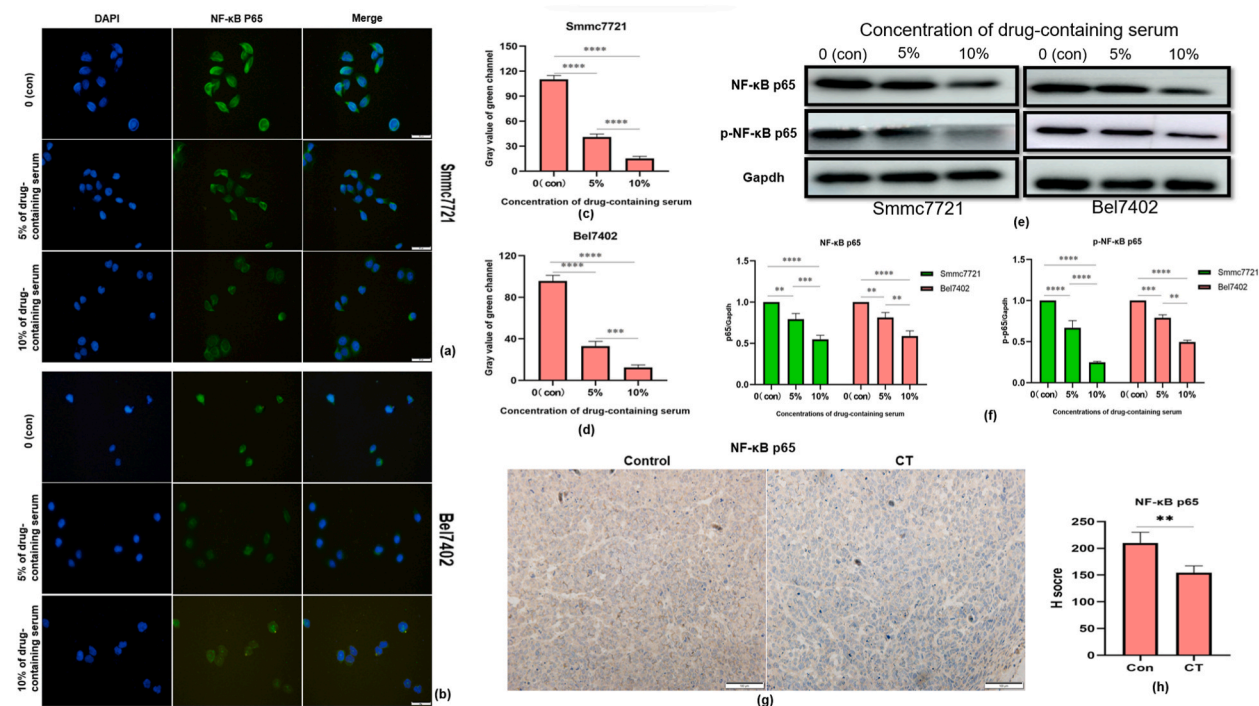 DAPI NF-κB P65 Merge
0 (con)
5% of drug-
containing serum
10% of drug-
containing serum
Smmc7721
(a)
0 (con)
5% of drug-
containing serum
10% of drug-
containing serum
Bel7402
(b)
Smmc7721
Gray value of green channel
150
120
90
60
30
0
****
****
****
0(con) 5% 10%
Concentration of drug-containing serum
(c)
Bel7402
Gray value of green channel
120
80
40
0
****
****
***
0(con) 5% 10%
Concentration of drug-containing serum
(d)
Concentration of drug-containing serum
0 (con) 5% 10% 0 (con) 5% 10%
NF-κB p65
p-NF-κB p65
Gapdh
Smmc7721 Bel7402
(e)
NF-κB p65
p65/Gapdh
1.5
1.0
0.5
0.0
****
** ***
****
** **
Smmc7721
Bel7402
0(con) 5% 10% 0(con) 5% 10%
Concentrations of drug-containing serum
p-NF-κB p65
p-p65/Gapdh
1.5
1.0
0.5
0.0
****
**** ****
****
*** **
Smmc7721
Bel7402
0(con) 5% 10% 0(con) 5% 10%
Concentrations of drug-containing serum
(f)
NF-κB p65
Control CT
(g)
NF-κB p65
H socre
250
200
150
100
50
0
**
Con CT
(h)